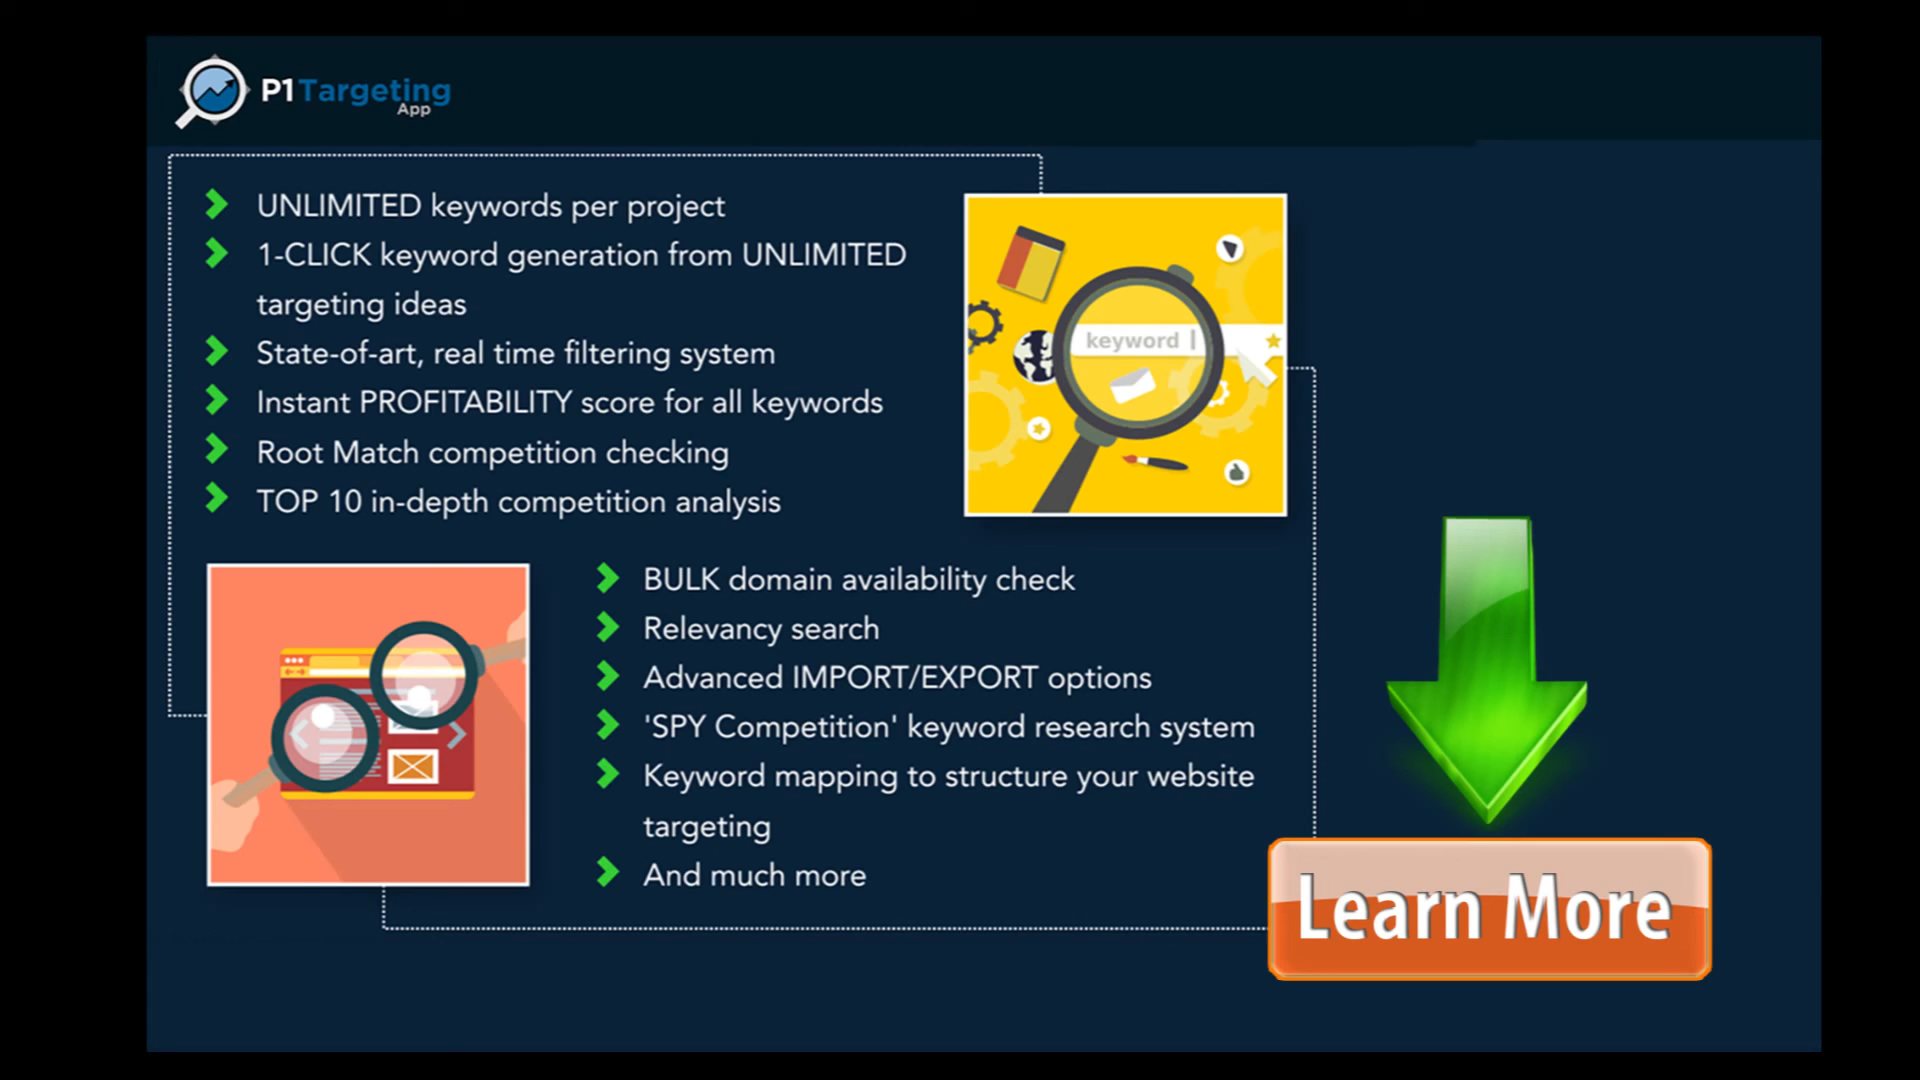 P1 Targeting
App
UNLIMITED keywords per project
1-CLICK keyword generation from UNLIMITED
targeting ideas
State-of-art, real time filtering system
Instant PROFITABILITY score for all keywords
Root Match competition checking
TOP 10 in-depth competition analysis
keyword
BULK domain availability check
Relevancy search
Advanced IMPORT/EXPORT options
'SPY Competition' keyword research system
Keyword mapping to structure your website
targeting
And much more
Learn More